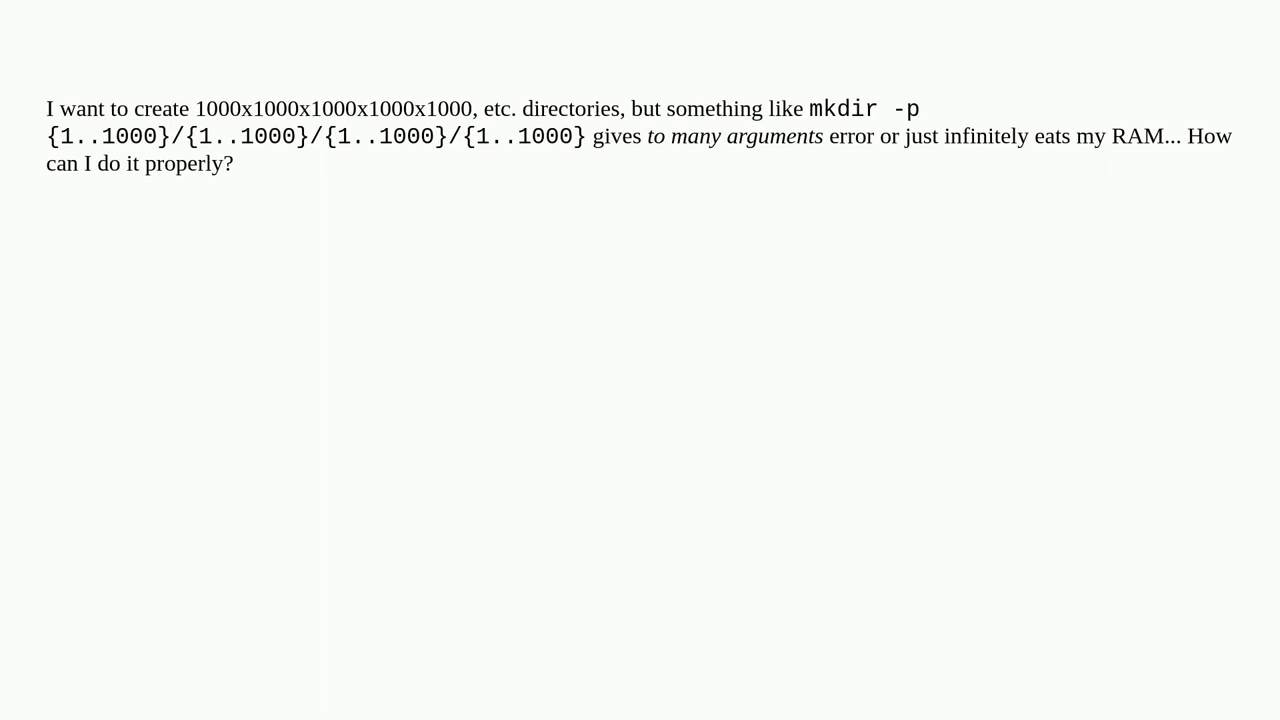 I want to create 1000x1000x1000x1000x1000, etc. directories, but something like mkdir -p
{1..1000}/{1..1000}/{1..1000}/{1..1000} gives to many arguments error or just infinitely eats my RAM... How
can I do it properly?